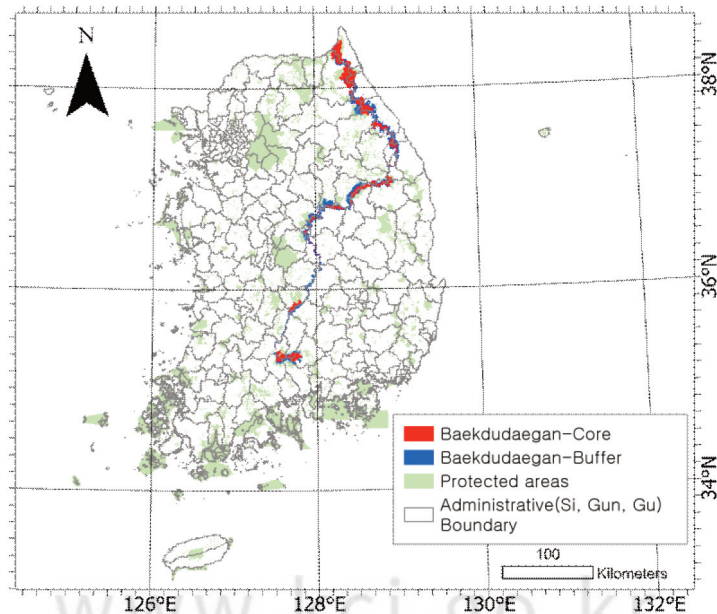 N
38°N
36°N
34°N
Baekdudaegan-Core
Baekdudaegan-Buffer
Protected areas
Administrative(Si, Gun, Gu)
Boundary
100
Kilometers
126°E 128°E 130°E 132°E